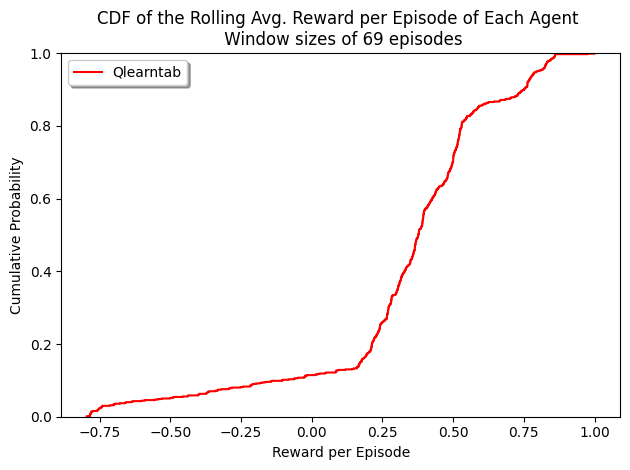 CDF of the Rolling Avg. Reward per Episode of Each Agent
Window sizes of 69 episodes
Qlearntab
Cumulative Probability
1.0
0.8
0.6
0.4
0.2
0.0
−0.75 −0.50 −0.25 0.00 0.25 0.50 0.75 1.00
Reward per Episode